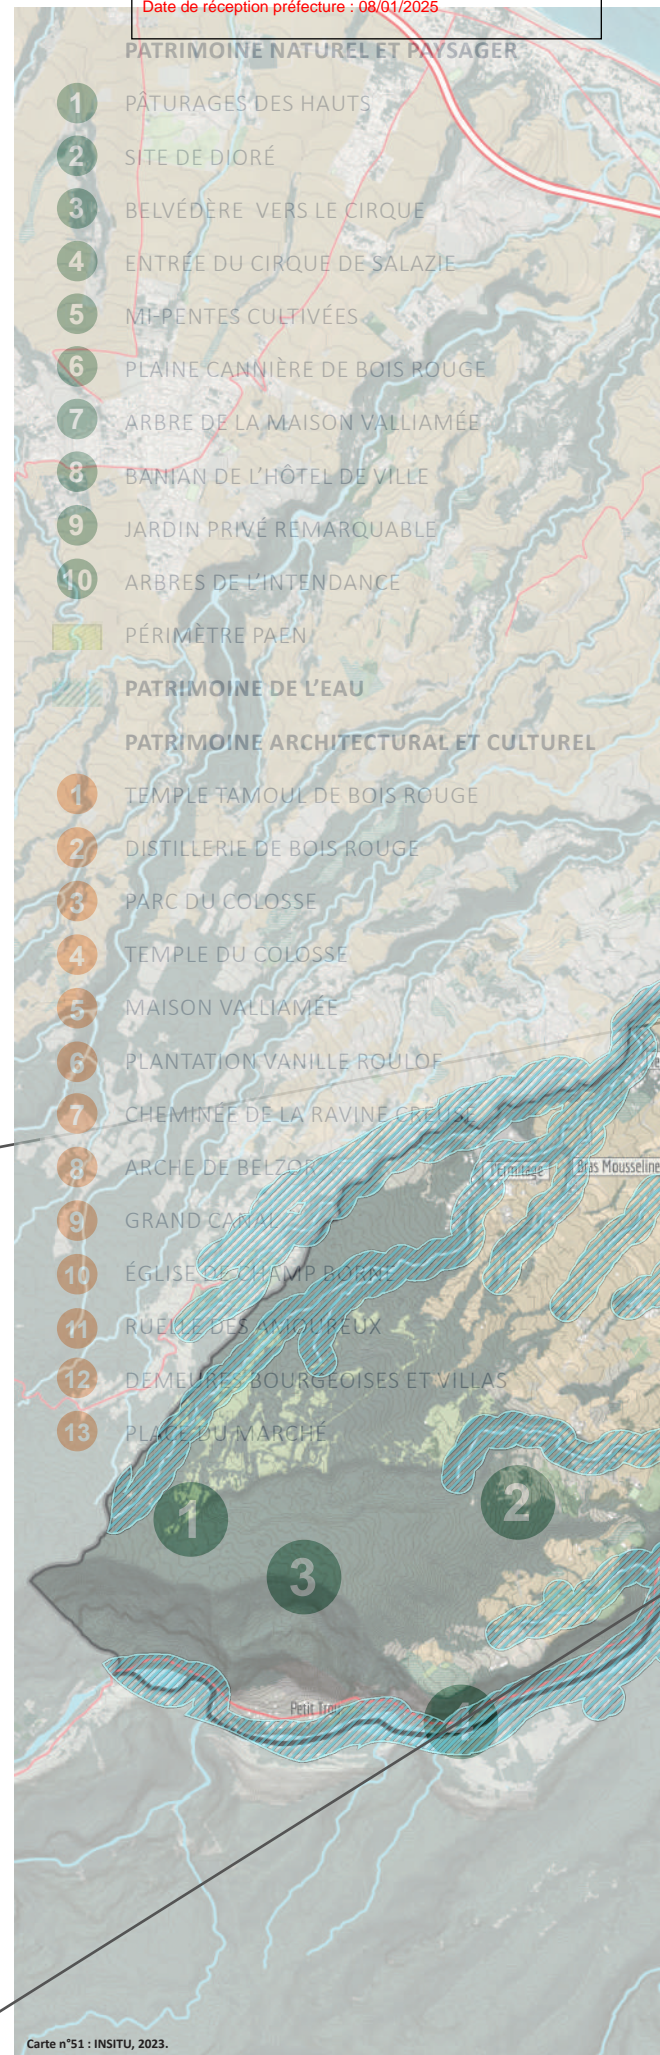 Date de réception préfecture : 08/01/2025
PATRIMOINE NATUREL ET PAYSAGER
1 PÂTURAGES DES HAUTS
2 SITE DE DIORÉ
3 BELVÉDÈRE VERS LE CIRQUE
4 ENTRÉE DU CIRQUE DE SALAZIE
5 MI-PENTES CULTIVÉES
6 PLAINE CANNIÈRE DE BOIS ROUGE
7 ARBRE DE LA MAISON VALLIAMÉE
8 BANIAN DE L'HÔTEL DE VILLE
9 JARDIN PRIVÉ REMARQUABLE
10 ARBRES DE L'INTENDANCE
PÉRIMÈTRE PAEN
PATRIMOINE DE L'EAU
PATRIMOINE ARCHITECTURAL ET CULTUREL
1 TEMPLE TAMOUL DE BOIS ROUGE
2 DISTILLERIE DE BOIS ROUGE
3 PARC DU COLOSSE
4 TEMPLE DU COLOSSE
5 MAISON VALLIAMÉE
6 PLANTATION VANILLE ROULOF
7 CHEMINÉE DE LA RAVINE CREUSE
8 ARCHE DE BELZOR
l'Ermitage
Bras Mousseline
9 GRAND CANAL
10 ÉGLISE DE CHAMP BORNE
11 RUELLE DES AMOUREUX
12 DEMEURES BOURGEOISES ET VILLAS
13 PLACE DU MARCHÉ
1
2
3
Petit Trou
4
Carte n°51 : INSITU, 2023.